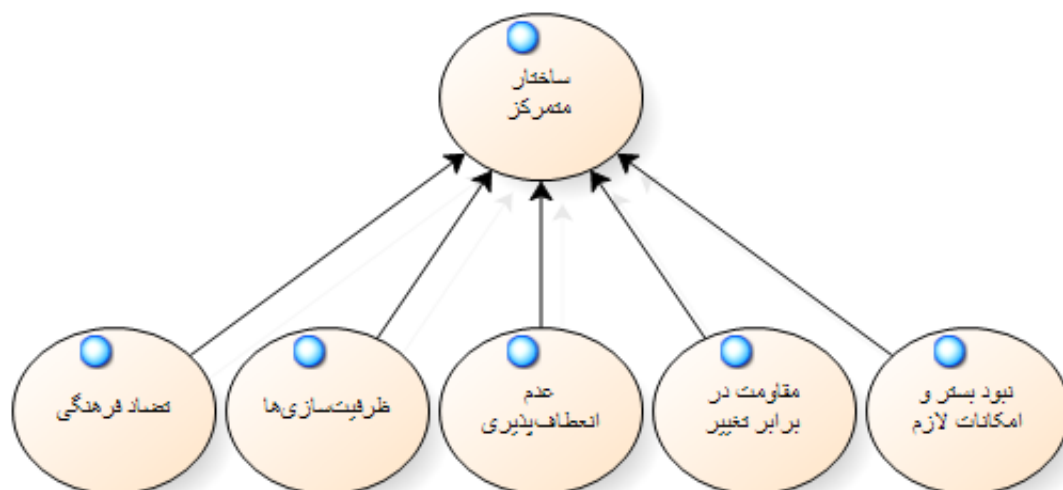 ساختار
متمرکز
نبود بستر و
امکانات لازم
مقاومت در
برابر تغییر
عدم
انعطاف‌پذیری
ظرفیت‌سازی‌ها
تضاد فرهنگی